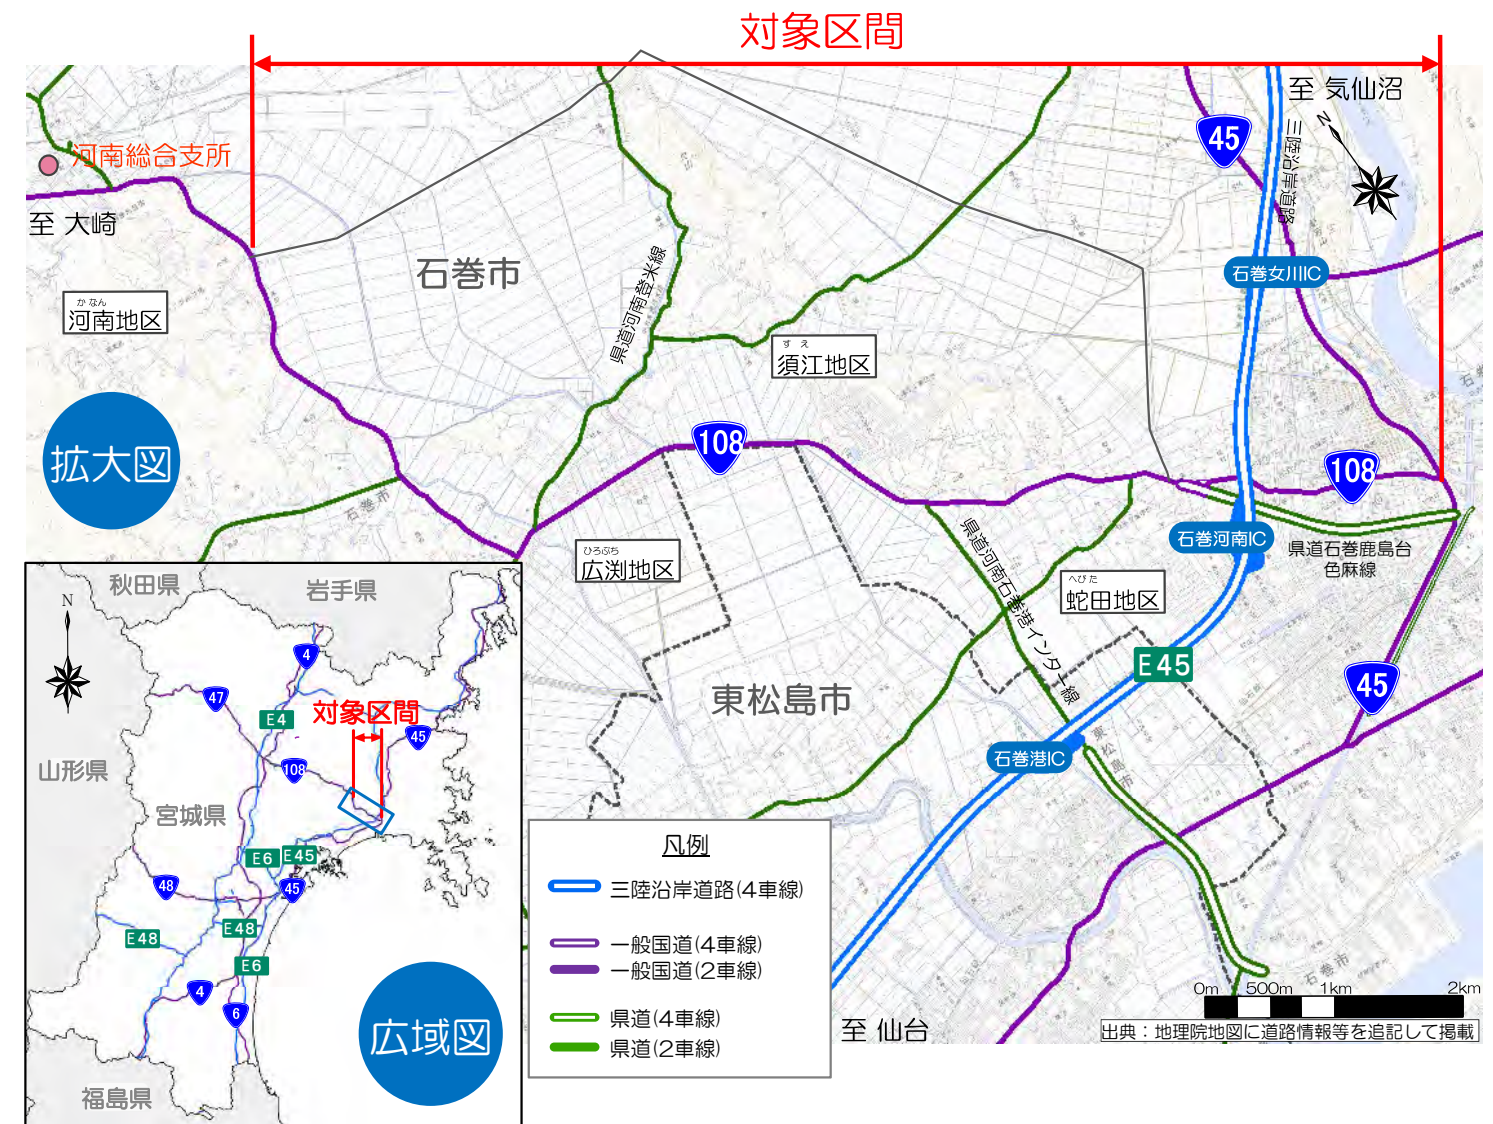 対象区間
至 気仙沼
45
三陸沿岸道路
N
河南総合支所
至 大崎
石巻市
県道河南登米線
石巻女川IC
かなん
河南地区
すえ
須江地区
拡大図
108
108
石巻市
県道河南石巻港インター線
石巻河南IC
県道石巻鹿島台
色麻線
ひろぶち
広渕地区
へびた
蛇田地区
E45
45
東松島市
石巻港IC
東松島市
石巻市
秋田県
岩手県
N
4
47
E4
対象区間
45
山形県
108
宮城県
E6
E45
48
45
E48
E48
E6
4
6
広域図
福島県
凡例
三陸沿岸道路(4車線)
一般国道(4車線)
一般国道(2車線)
県道(4車線)
県道(2車線)
至 仙台
0m 500m 1km 2km
出典：地理院地図に道路情報等を追記して掲載